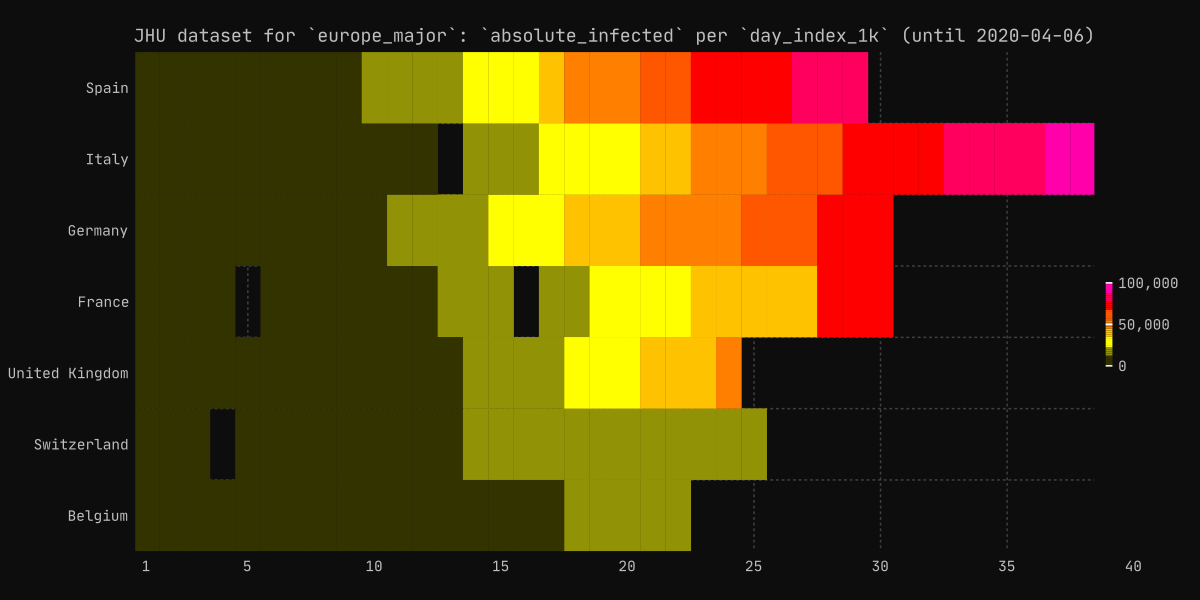 JHU dataset for `europe_major`: `absolute_infected` per `day_index_1k` (until 2020-04-06)
Spain
Italy
Germany
France
United Kingdom
Switzerland
Belgium
100,000
50,000
0
1 5 10 15 20 25 30 35 40